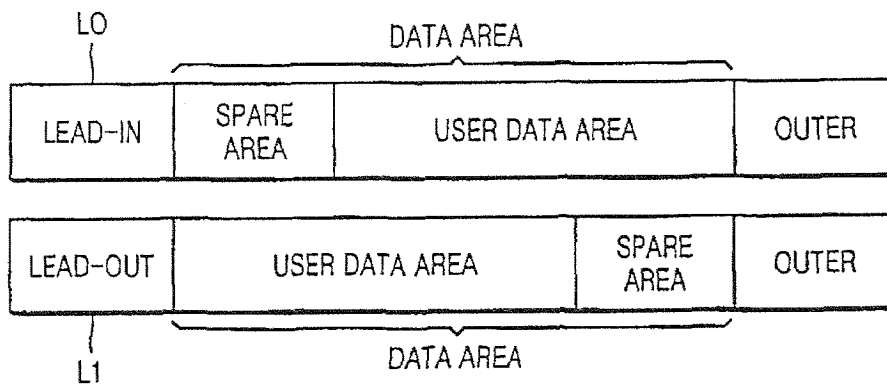 L0
DATA AREA
LEAD-IN
SPARE
AREA
USER DATA AREA
OUTER
LEAD-OUT
USER DATA AREA
SPARE
AREA
OUTER
L1
DATA AREA